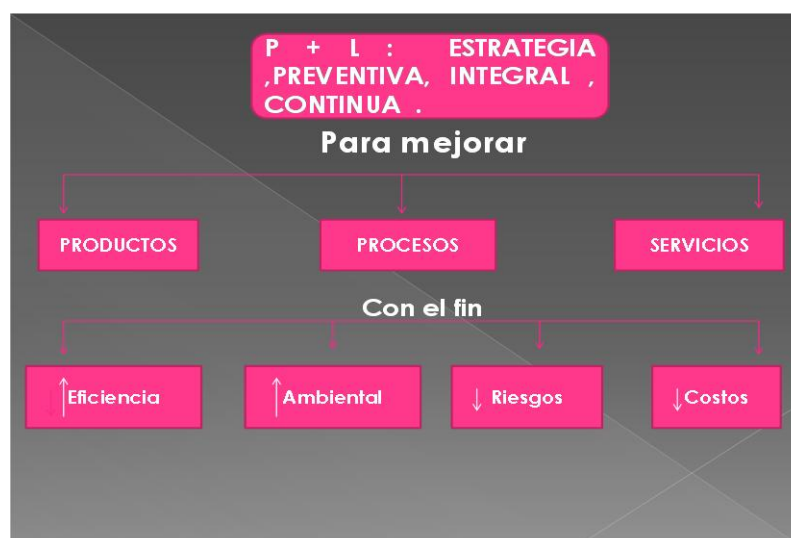 P + L : ESTRATEGIA
,PREVENTIVA, INTEGRAL ,
CONTINUA .
Para mejorar
PRODUCTOS PROCESOS SERVICIOS
Con el fin
Eficiencia Ambiental Riesgos Costos